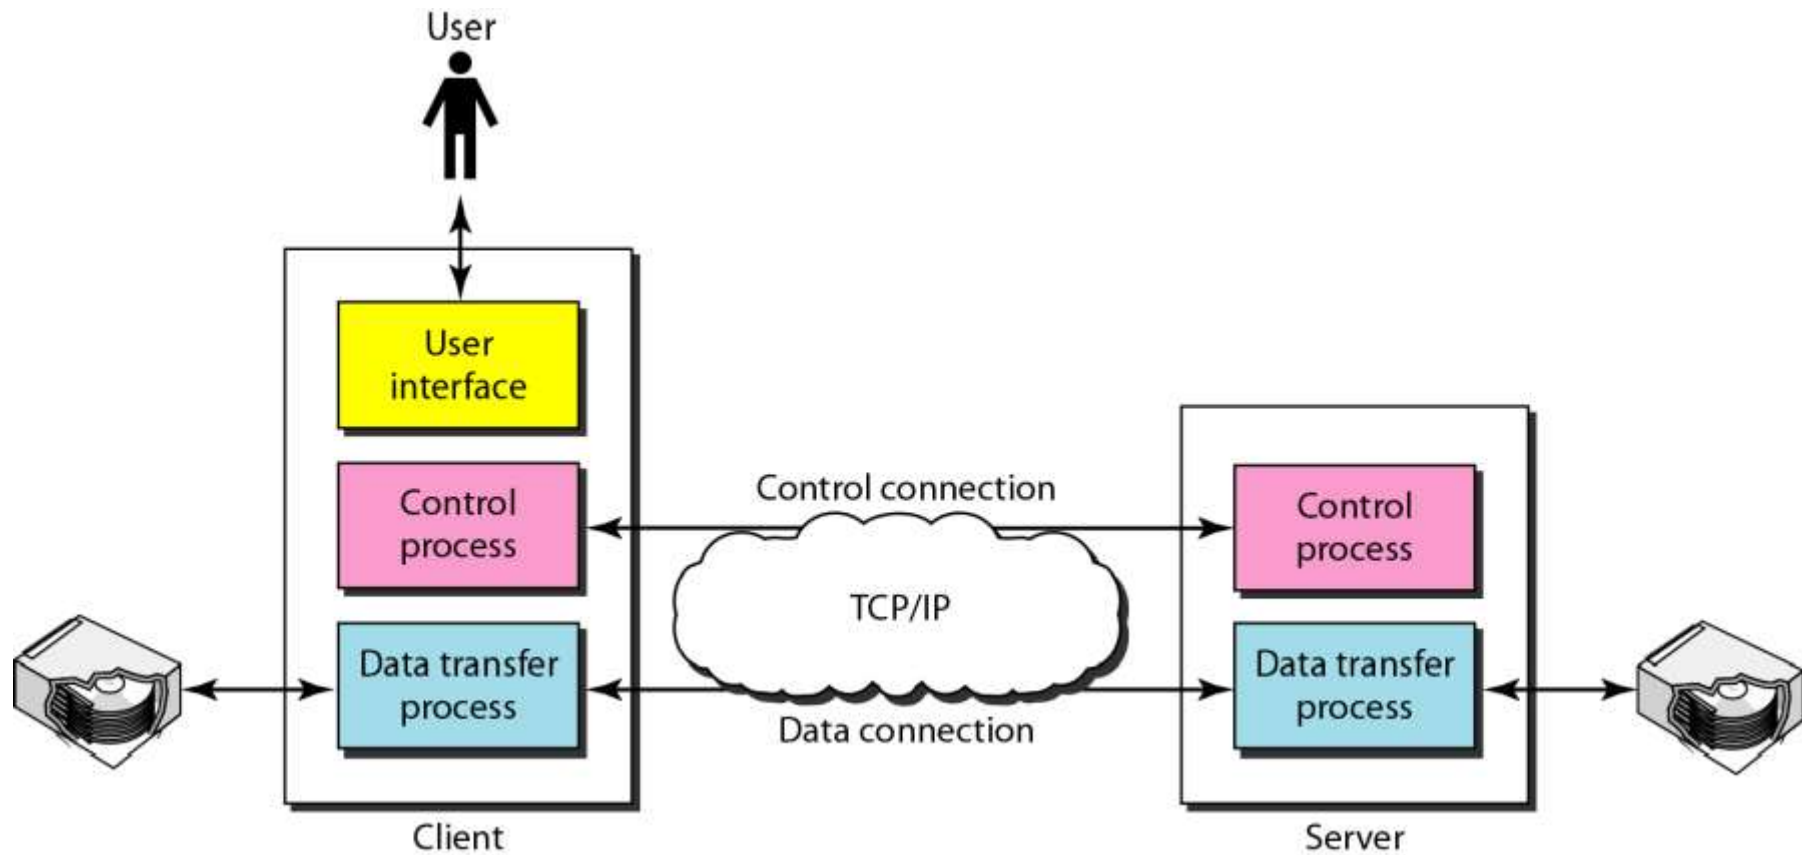 User
User
interface
Control
process
Data transfer
process
Client
Control connection
TCP/IP
Data connection
Control
process
Data transfer
process
Server